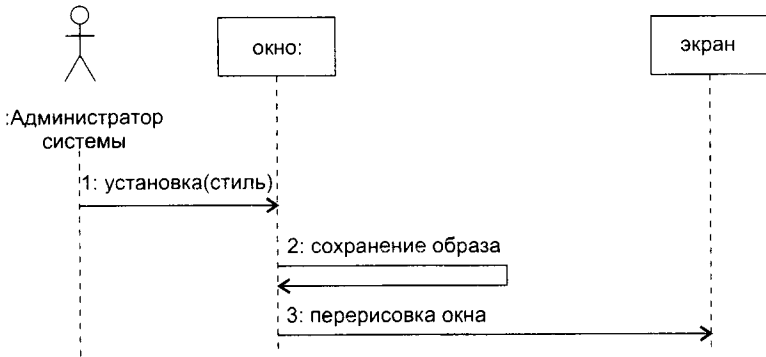 окно:
экран
:Администратор
системы
1: установка(стиль)
2: сохранение образа
3: перерисовка окна